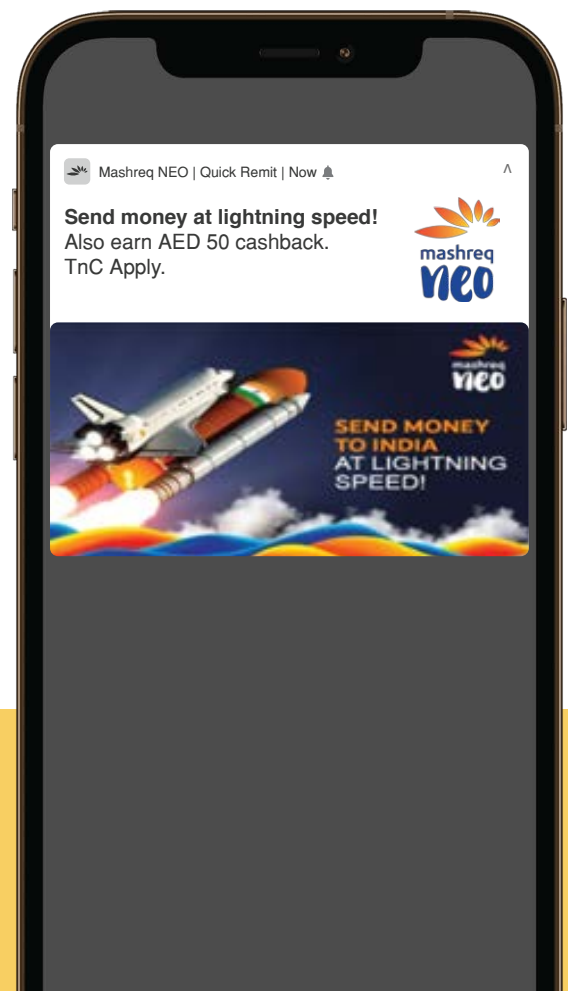 Mashreq NEO | Quick Remit | Now
Send money at lightning speed!
Also earn AED 50 cashback.
TnC Apply.
mashreq
neo
mashreq
neo
SEND MONEY
TO INDIA
AT LIGHTNING
SPEED!